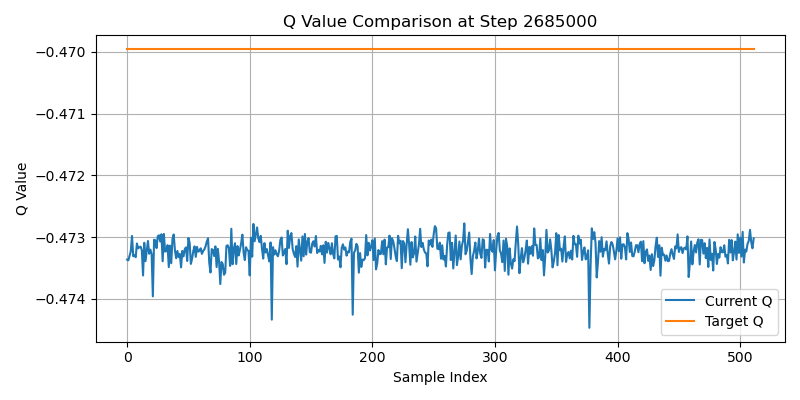 Q Value Comparison at Step 2685000
−0.470
−0.471
−0.472
−0.473
−0.474
Q Value
0 100 200 300 400 500
Sample Index
Current Q
Target Q